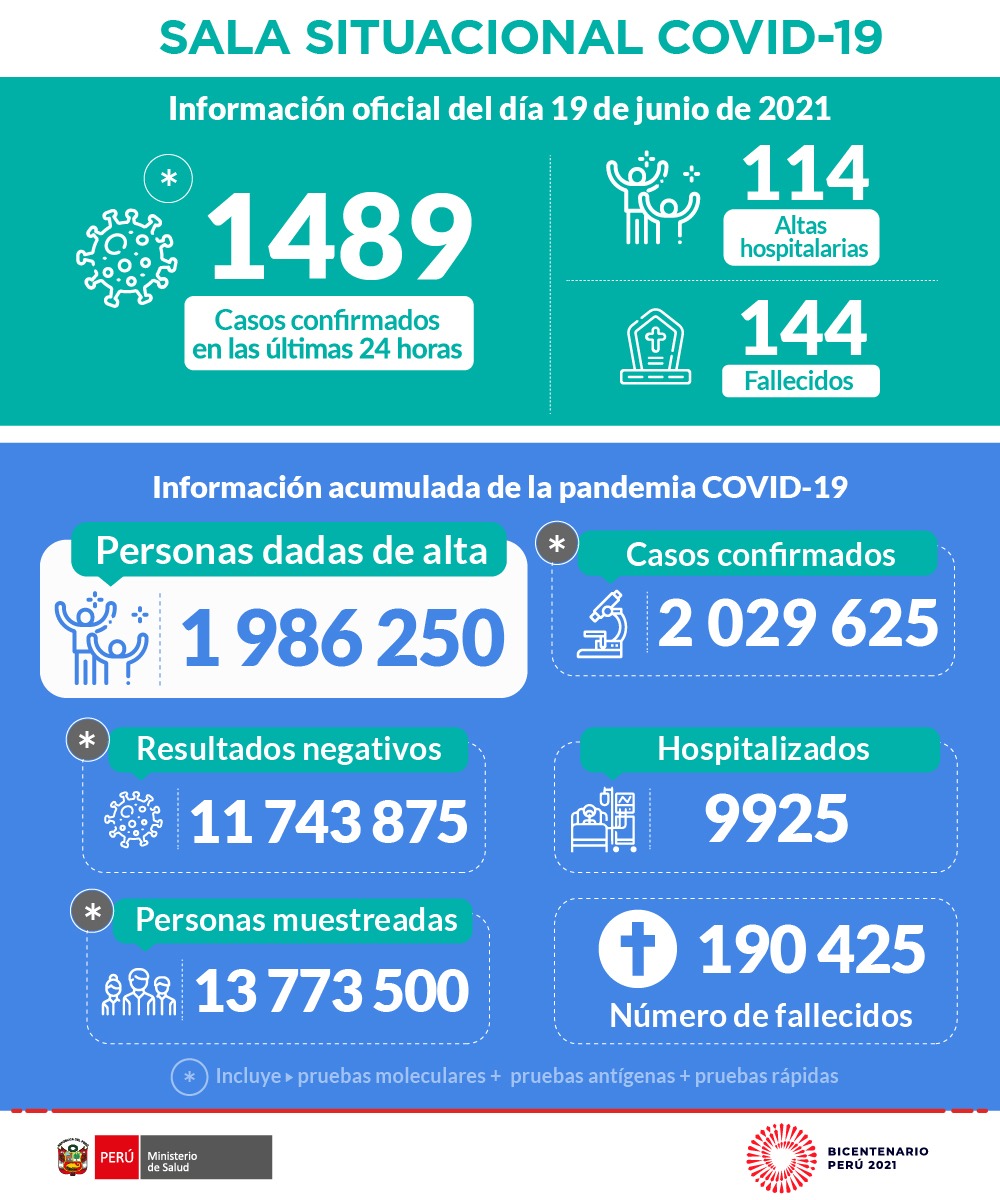 SALA SITUACIONAL COVID-19
Información oficial del día 19 de junio de 2021
*
1489
Casos confirmados
en las últimas 24 horas
114
Altas
hospitalarias
144
Fallecidos
Información acumulada de la pandemia COVID-19
Personas dadas de alta
1 986 250
*
Casos confirmados
2 029 625
*
Resultados negativos
11 743 875
Hospitalizados
9925
*
Personas muestreadas
13 773 500
190 425
Número de fallecidos
* Incluye ▸ pruebas moleculares + pruebas antígenas + pruebas rápidas
PERÚ
Ministerio
de Salud
BICENTENARIO
PERÚ 2021